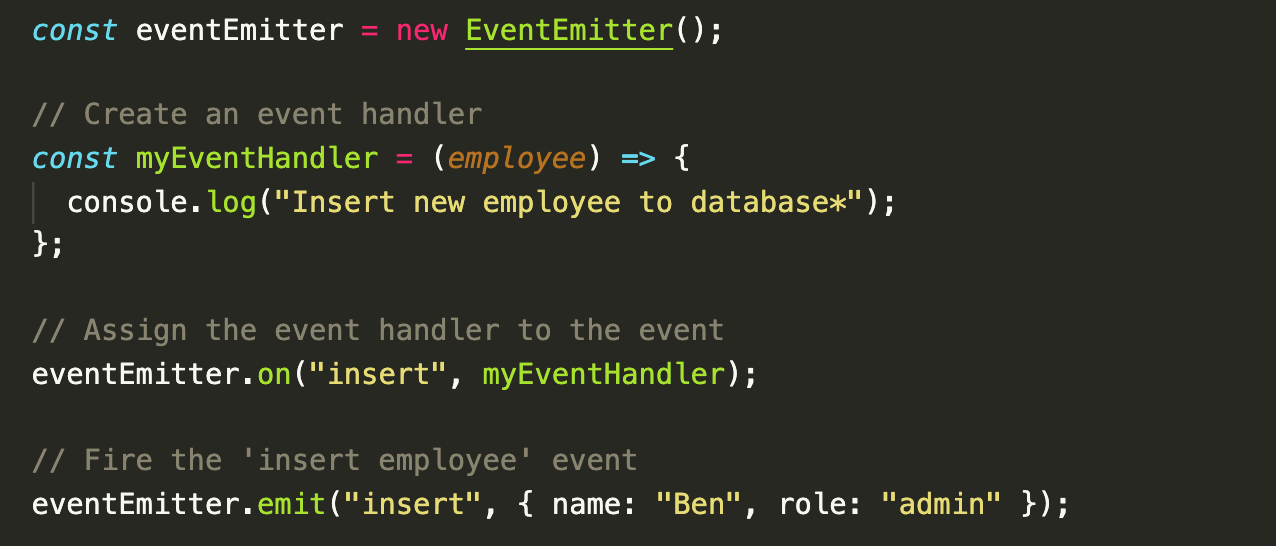 const eventEmitter = new EventEmitter();
// Create an event handler
const myEventHandler = (employee) => {
console.log("Insert new employee to database*");
};
// Assign the event handler to the event
eventEmitter.on("insert", myEventHandler);
// Fire the 'insert employee' event
eventEmitter.emit("insert", { name: "Ben", role: "admin" });